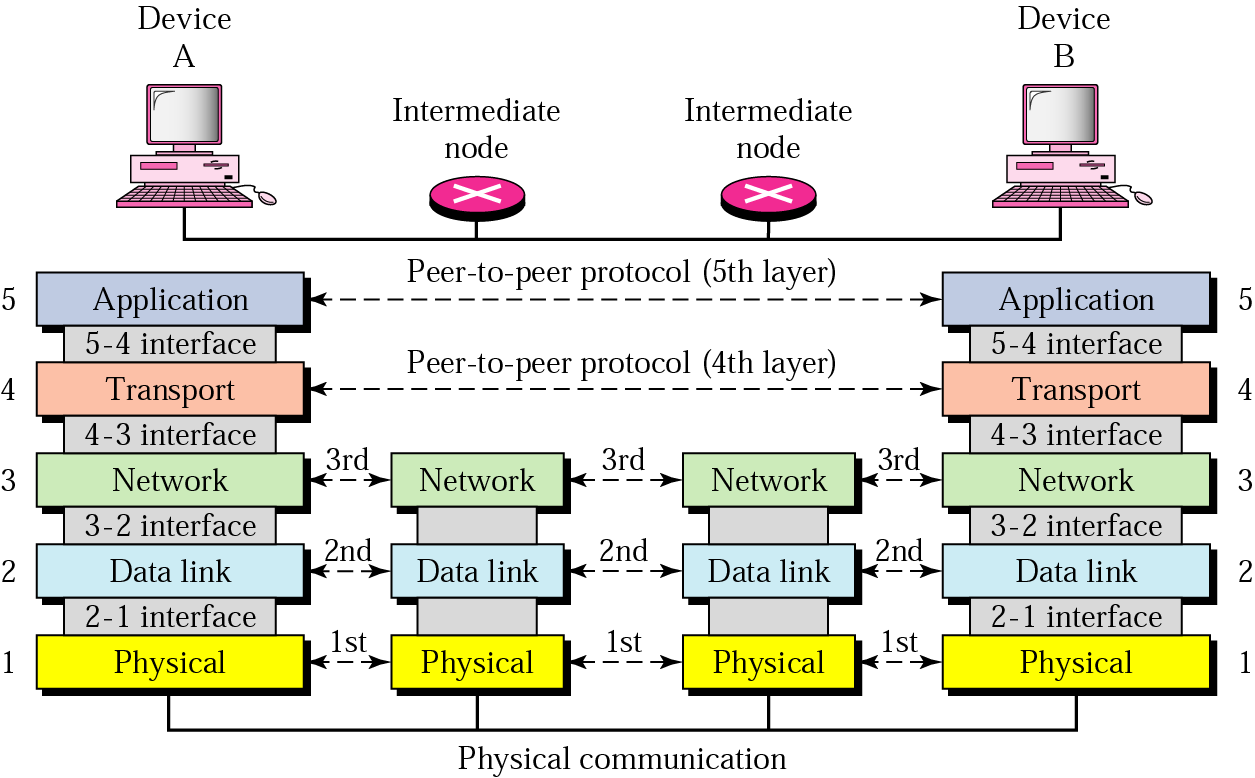 Device
A
Device
B
Intermediate
node
Intermediate
node
Peer-to-peer protocol (5th layer)
5 Application Application 5
5-4 interface 5-4 interface
Peer-to-peer protocol (4th layer)
4 Transport Transport 4
4-3 interface 4-3 interface
3rd 3rd 3rd
3 Network Network Network Network 3
3-2 interface 3-2 interface
2nd 2nd 2nd
2 Data link Data link Data link Data link 2
2-1 interface 2-1 interface
1st 1st 1st
1 Physical Physical Physical Physical 1
Physical communication